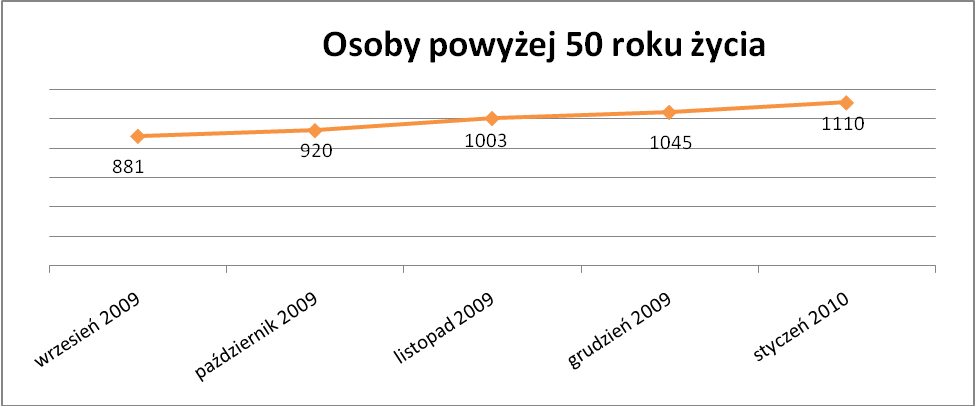 Osoby powyżej 50 roku życia
881
920
1003
1045
1110
wrzesień 2009
październik 2009
listopad 2009
grudzień 2009
styczeń 2010